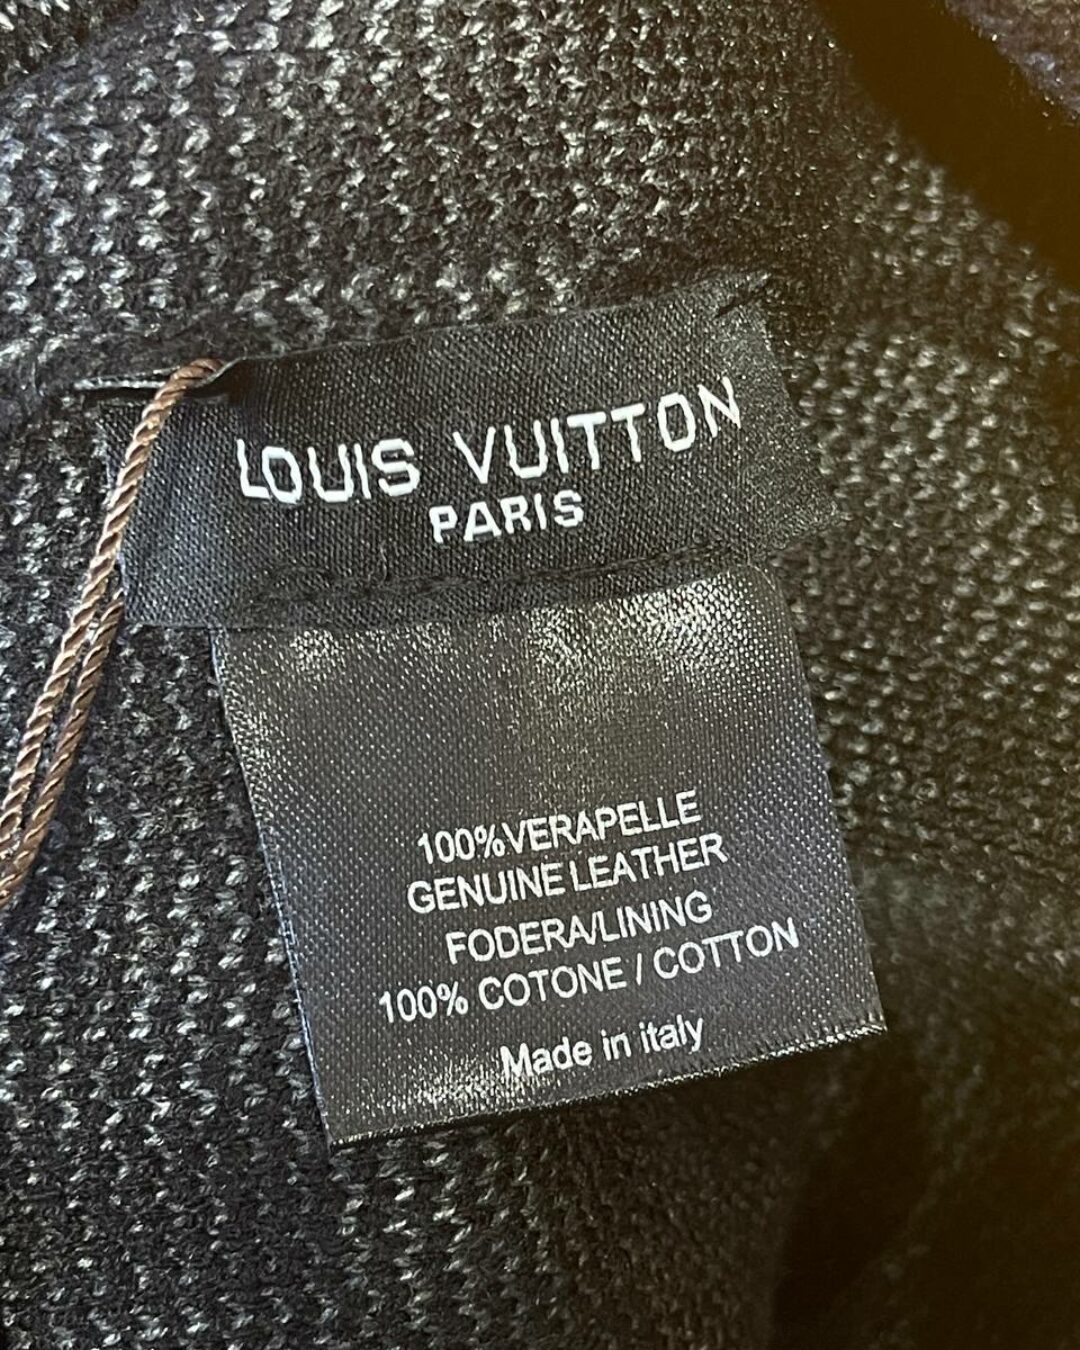 LOUIS VUITTON
PARIS
100%VERAPELLE
GENUINE LEATHER
FODERA/LINING
100% COTONE / COTTON
Made in italy